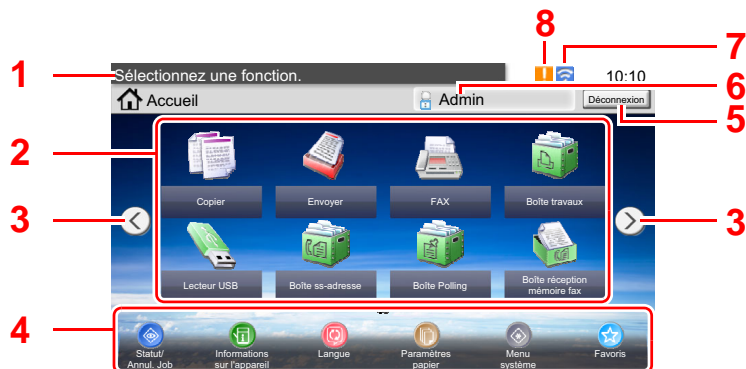 8
7
1
Sélectionnez une fonction.
!
10:10
6
Accueil
Admin
Déconnexion
5
2
Copier
Envoyer
FAX
Boîte travaux
3
3
Lecteur USB
Boîte ss-adresse
Boîte Polling
Boîte réception
mémoire fax
4
Statut/
Annul. Job
Informations
sur l'appareil
Langue
Paramètres
papier
Menu
système
Favoris